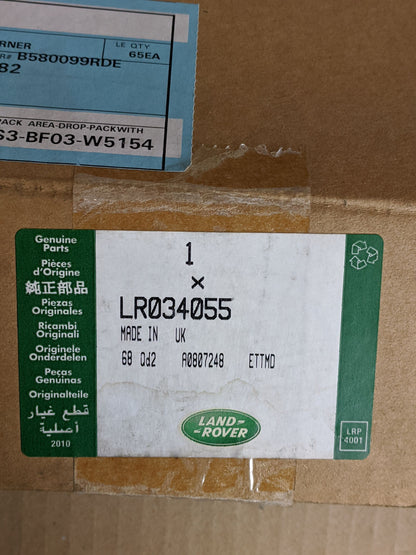 RNER
LE QTY
R# B580099RDE
65EA
82
PACK AREA-DROP-PACKWITH
S3-BF03-W5154
Genuine
Parts
Pièces
d'Origine
純正部品
Piezas
Originales
Ricambi
Originali
Originele
Onderdelen
Peças
Genuinas
Originalteile
قطع غيار
أصلية
2010
1
×
LR034055
MADE IN UK
68 Qd2 A0807248 ETTMD
LAND-
-ROVER
LRP
4001